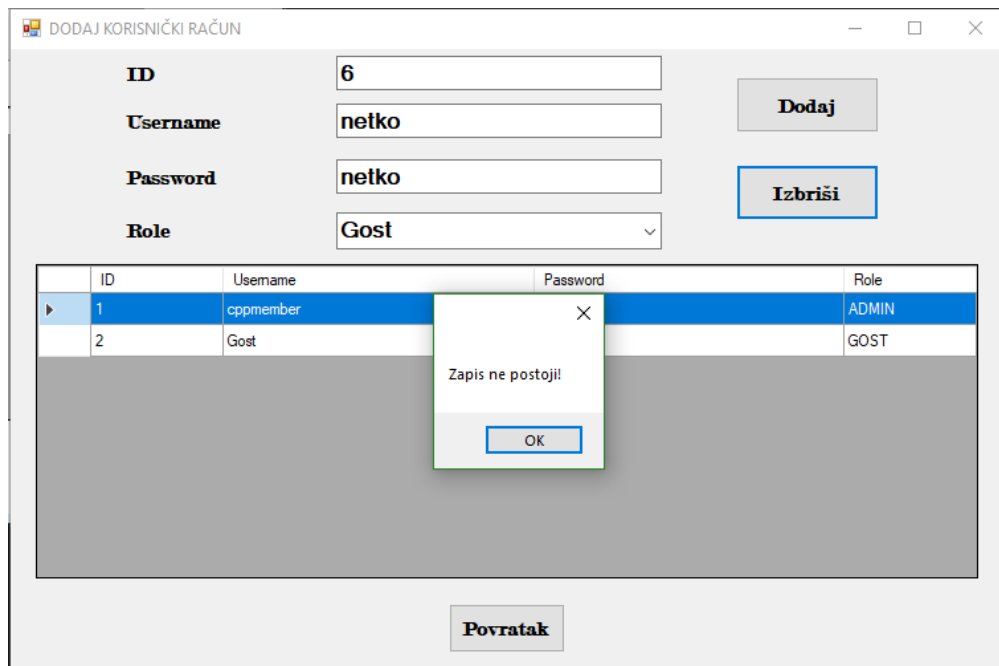 DODAJ KORISNIČKI RAČUN
ID 6
Dodaj
Username netko
Password netko
Izbriši
Role Gost
ID Username Password Role
1 cppmember ADMIN
2 Gost GOST
Zapis ne postoji!
OK
Povratak